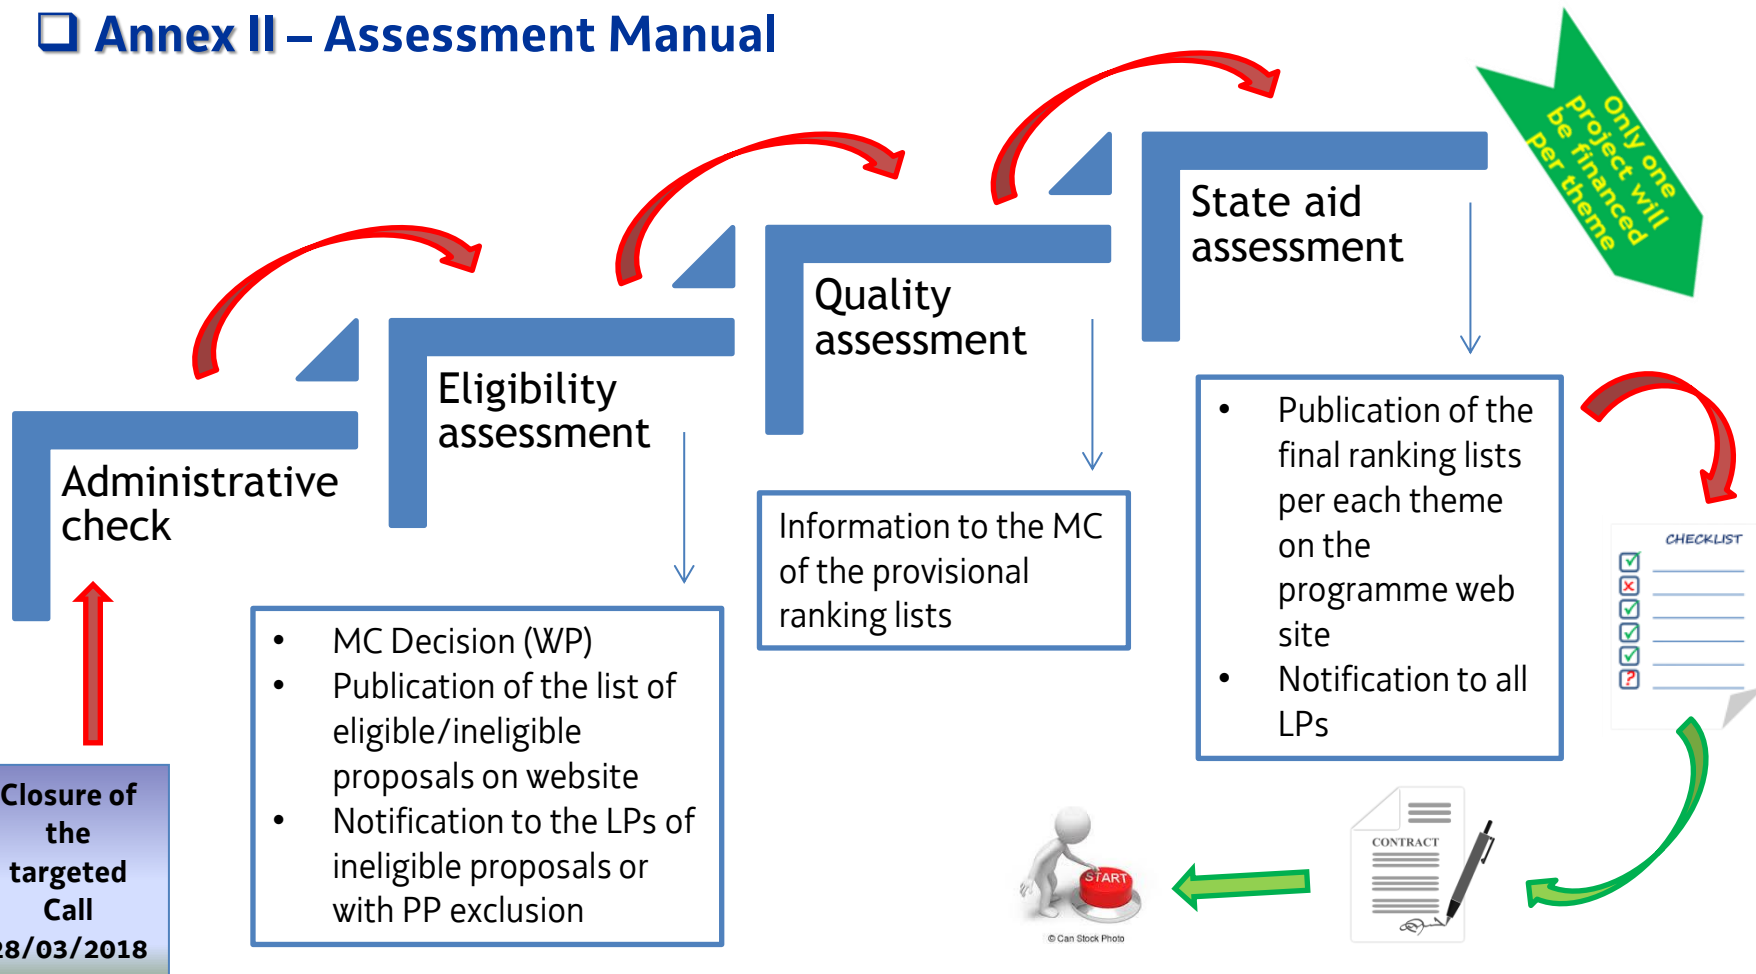 Annex II – Assessment Manual
Only one
project will
be financed
per theme
State aid
assessment
Quality
assessment
Eligibility
assessment
Administrative
check
• Publication of the
final ranking lists
per each theme
on the
programme web
site
• Notification to all
LPs
Information to the MC
of the provisional
ranking lists
• MC Decision (WP)
• Publication of the list of
eligible/ineligible
proposals on website
• Notification to the LPs of
ineligible proposals or
with PP exclusion
Closure of
the
targeted
Call
28/03/2018
CHECKLIST
CONTRACT
START
© Can Stock Photo